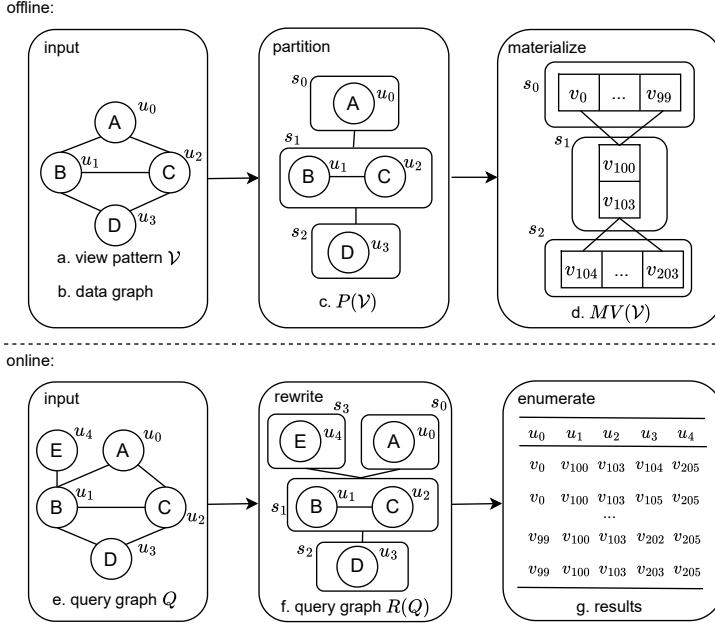 offline:
input
A
u0
B
u1
C
u2
D
u3
a. view pattern 𝒱
b. data graph
partition
s0
A
u0
s1
B
u1
C
u2
s2
D
u3
c. P(𝒱)
materialize
s0
v0 ... v99
s1
v100
v103
s2
v104 ... v203
d. MV(𝒱)
online:
input
E
u4
A
u0
B
u1
C
u2
D
u3
e. query graph Q
rewrite
s3
E
u4
s0
A
u0
s1
B
u1
C
u2
s2
D
u3
f. query graph R(Q)
enumerate
u0 u1 u2 u3 u4
v0 v100 v103 v104 v205
v0 v100 v103 v105 v205
...
v99 v100 v103 v202 v205
v99 v100 v103 v203 v205
g. results